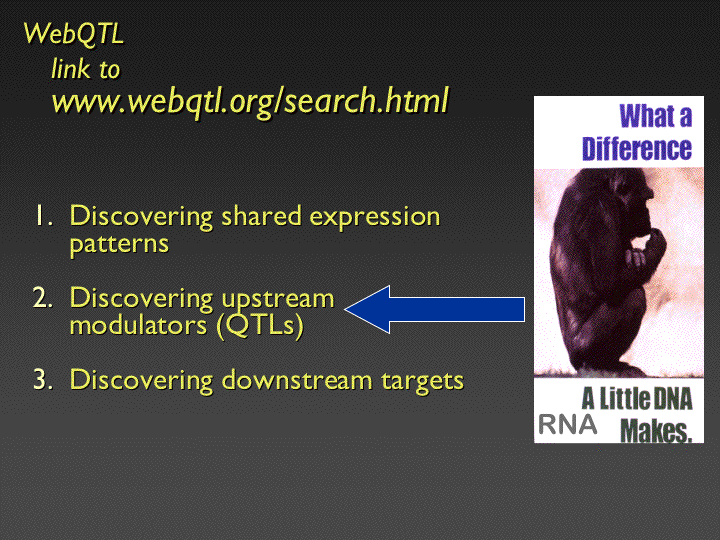 WebQTL
link to
www.webqtl.org/search.html
What a
Difference
1. Discovering shared expression
patterns
2. Discovering upstream
modulators (QTLs)
3. Discovering downstream targets
A Little DNA
RNA
Makes.